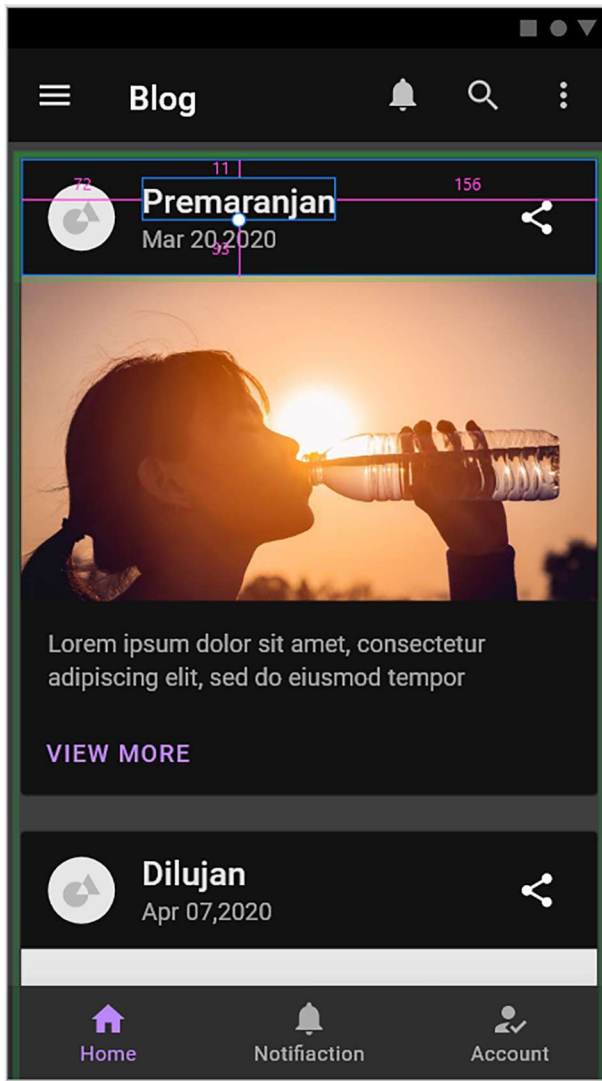 Blog
11
72
156
Premaranjan
Mar 20,2020
33
Lorem ipsum dolor sit amet, consectetur
adipiscing elit, sed do eiusmod tempor
VIEW MORE
Dilujan
Apr 07,2020
Home
Notifiaction
Account